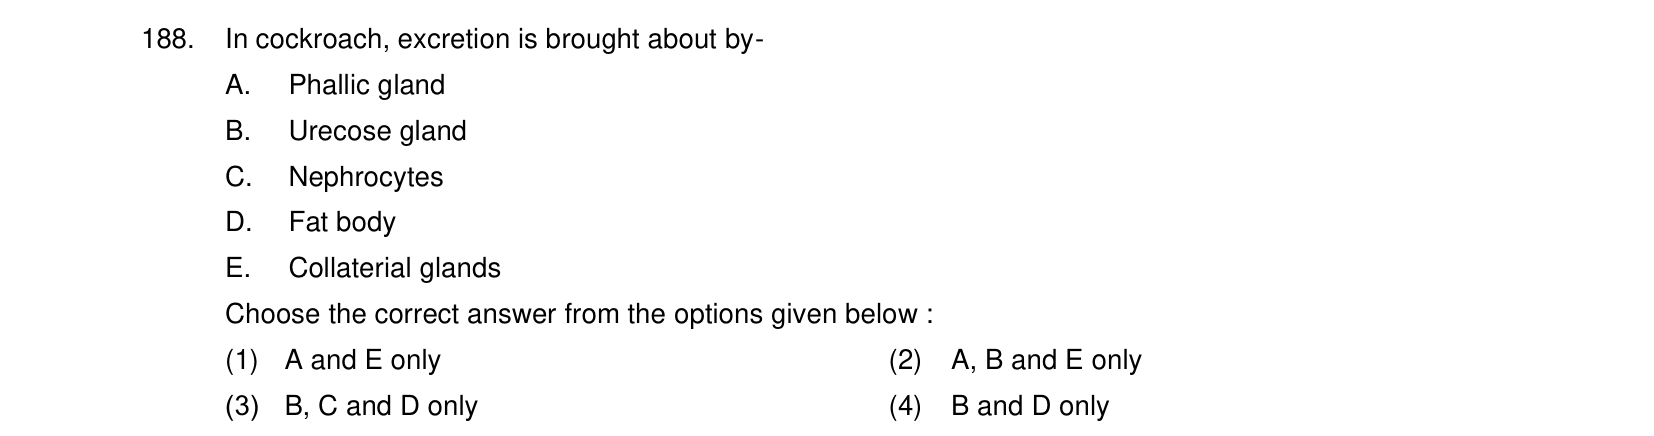 188. In cockroach, excretion is brought about by-
A. Phallic gland
B. Urecose gland
C. Nephrocytes
D. Fat body
E. Collaterial glands
Choose the correct answer from the options given below :
(1) A and E only (2) A, B and E only
(3) B, C and D only (4) B and D only